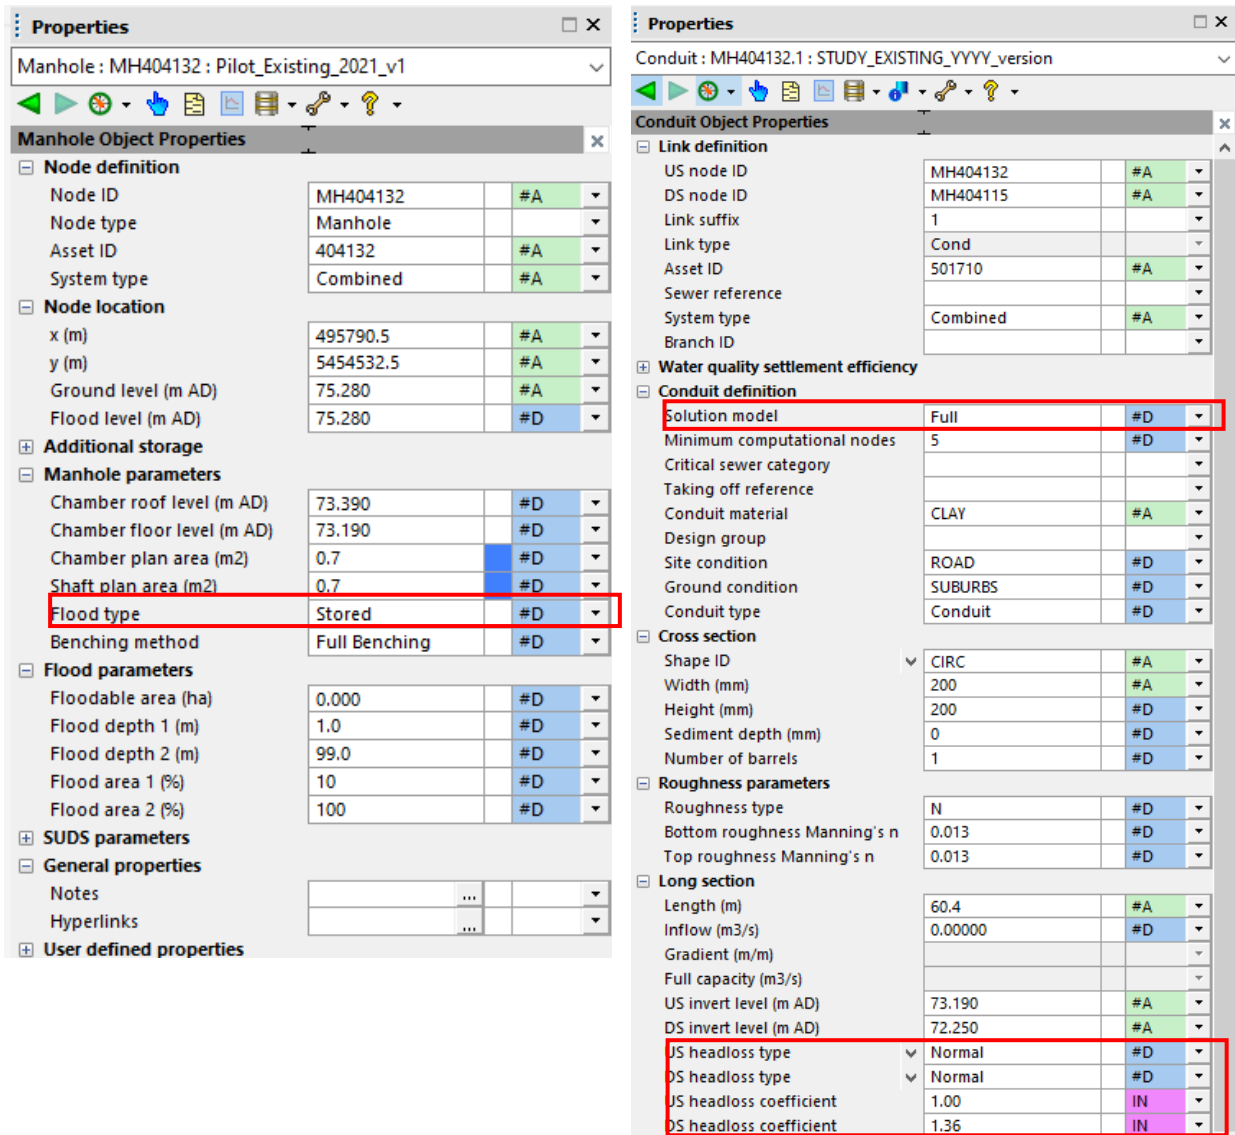 Properties
Manhole : MH404132 : Pilot_Existing_2021_v1
Manhole Object Properties
Node definition
Node ID MH404132 #A
Node type Manhole
Asset ID 404132 #A
System type Combined #A
Node location
x (m) 495790.5 #A
y (m) 5454532.5 #A
Ground level (m AD) 75.280 #A
Flood level (m AD) 75.280 #D
Additional storage
Manhole parameters
Chamber roof level (m AD) 73.390 #D
Chamber floor level (m AD) 73.190 #D
Chamber plan area (m2) 0.7 #D
Shaft plan area (m2) 0.7 #D
Flood type Stored #D
Benching method Full Benching #D
Flood parameters
Floodable area (ha) 0.000 #D
Flood depth 1 (m) 1.0 #D
Flood depth 2 (m) 99.0 #D
Flood area 1 (%) 10 #D
Flood area 2 (%) 100 #D
SUDS parameters
General properties
Notes ...
Hyperlinks ...
User defined properties
Properties
Conduit : MH404132.1 : STUDY_EXISTING_YYYY_version
Conduit Object Properties
Link definition
US node ID MH404132 #A
DS node ID MH404115 #A
Link suffix 1
Link type Cond
Asset ID 501710 #A
Sewer reference
System type Combined #A
Branch ID
Water quality settlement efficiency
Conduit definition
Solution model Full #D
Minimum computational nodes 5 #D
Critical sewer category
Taking off reference
Conduit material CLAY #A
Design group
Site condition ROAD #D
Ground condition SUBURBS #D
Conduit type Conduit #D
Cross section
Shape ID CIRC #A
Width (mm) 200 #A
Height (mm) 200 #D
Sediment depth (mm) 0 #D
Number of barrels 1 #D
Roughness parameters
Roughness type N #D
Bottom roughness Manning's n 0.013 #D
Top roughness Manning's n 0.013 #D
Long section
Length (m) 60.4 #A
Inflow (m3/s) 0.00000 #D
Gradient (m/m)
Full capacity (m3/s)
US invert level (m AD) 73.190 #A
DS invert level (m AD) 72.250 #A
US headloss type Normal #D
DS headloss type Normal #D
US headloss coefficient 1.00 IN
DS headloss coefficient 1.36 IN